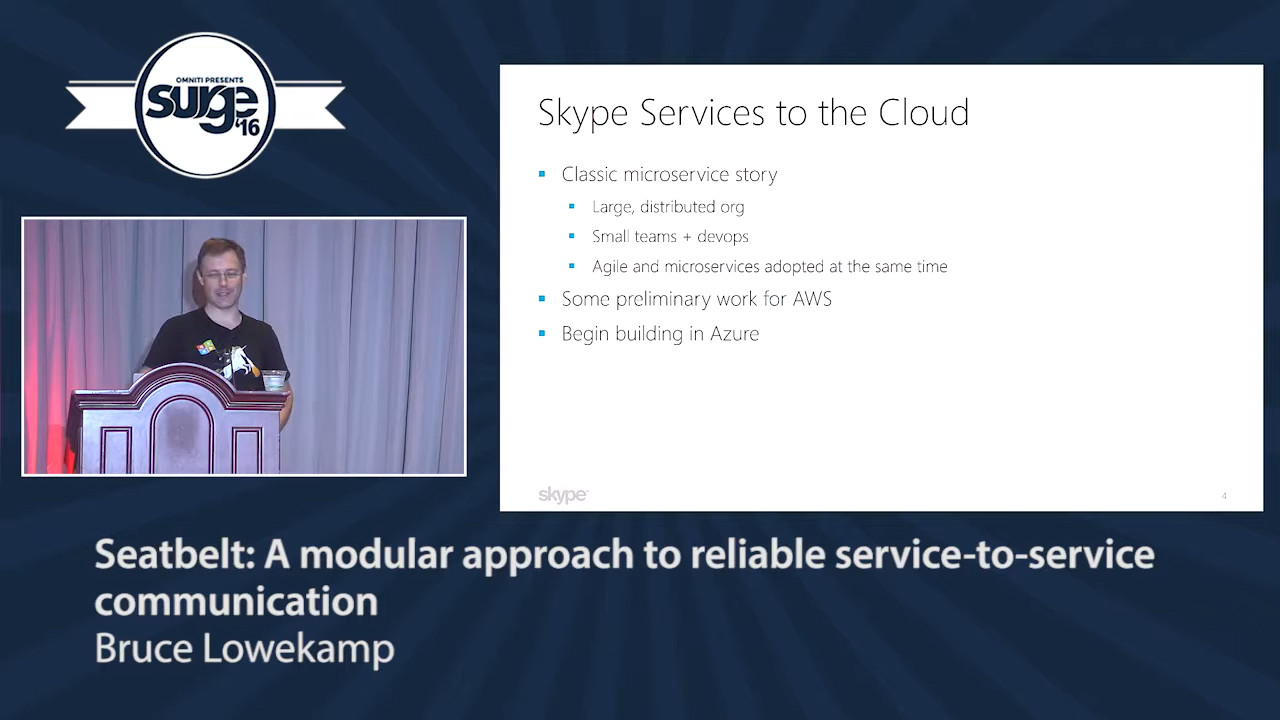 OMNITI PRESENTS
surge
'16
Skype Services to the Cloud
Classic microservice story
Large, distributed org
Small teams + devops
Agile and microservices adopted at the same time
Some preliminary work for AWS
Begin building in Azure
skype
4
Seatbelt: A modular approach to reliable service-to-service
communication
Bruce Lowekamp